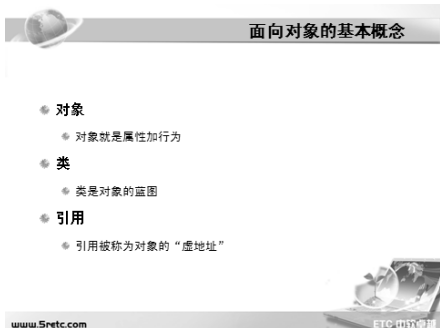 面向对象的基本概念
对象
对象就是属性加行为
类
类是对象的蓝图
引用
引用被称为对象的“虚地址”
www.5retc.com
ETC 中软卓越